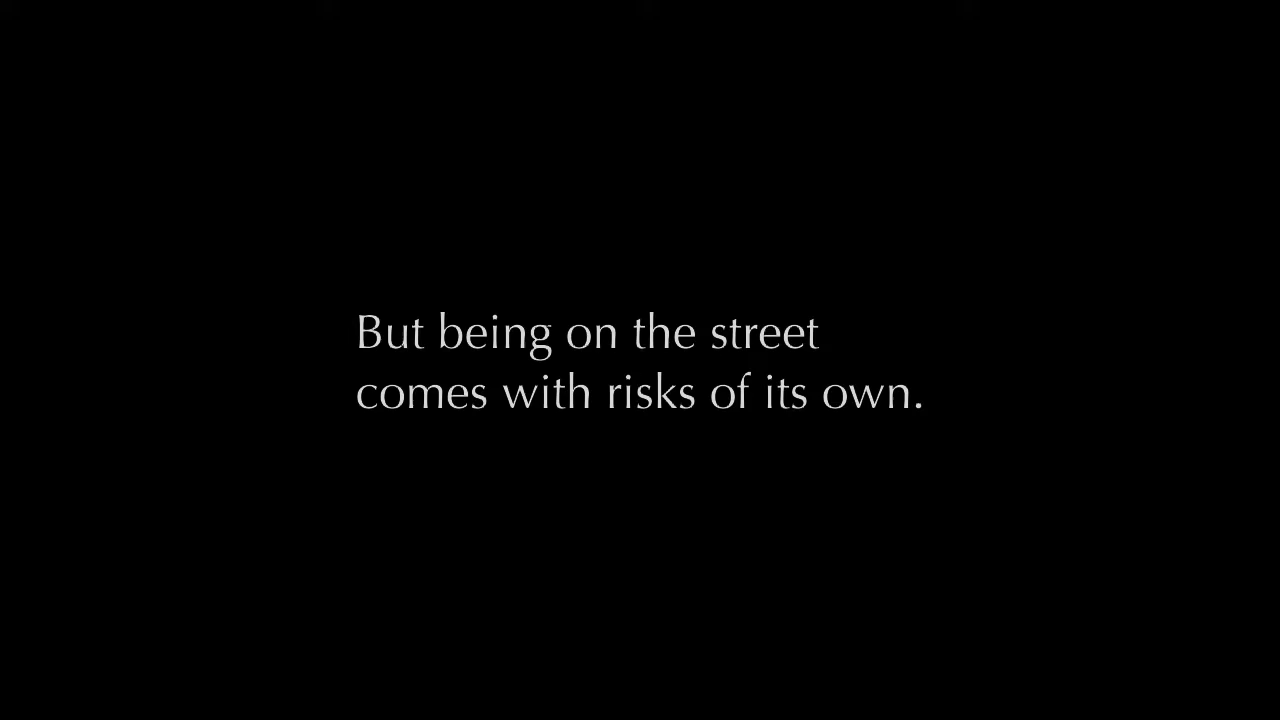 But being on the street
comes with risks of its own.